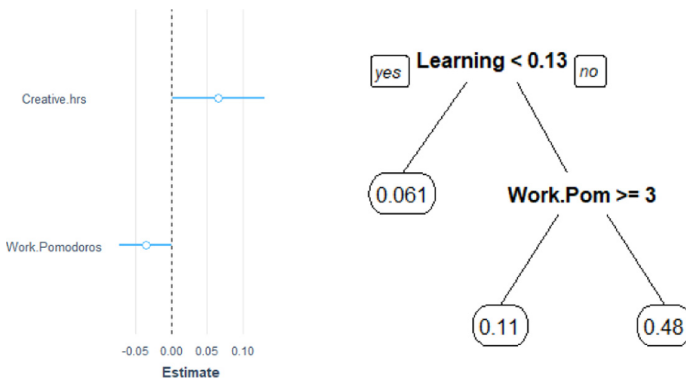 Creative.hrs
Work.Pomodoros
-0.05 0.00 0.05 0.10
Estimate
yes Learning < 0.13 no
0.061
Work.Pom >= 3
0.11 0.48